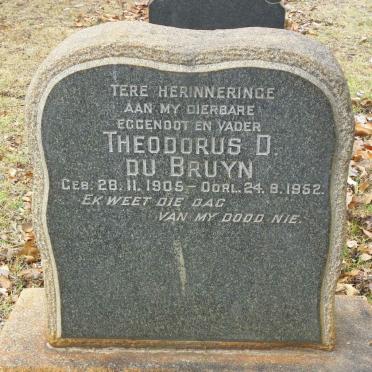 TERE HERINNERINGE
AAN MY DIERBARE
EGGENOOT EN VADER
THEODORUS D.
DU BRUYN
GEB. 28.11.1905 - OORL. 24.9.1952.
EK WEET DIE DAG
VAN MY DOOD NIE.